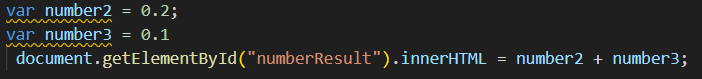 var number2 = 0.2;
var number3 = 0.1
document.getElementById("numberResult").innerHTML = number2 + number3;